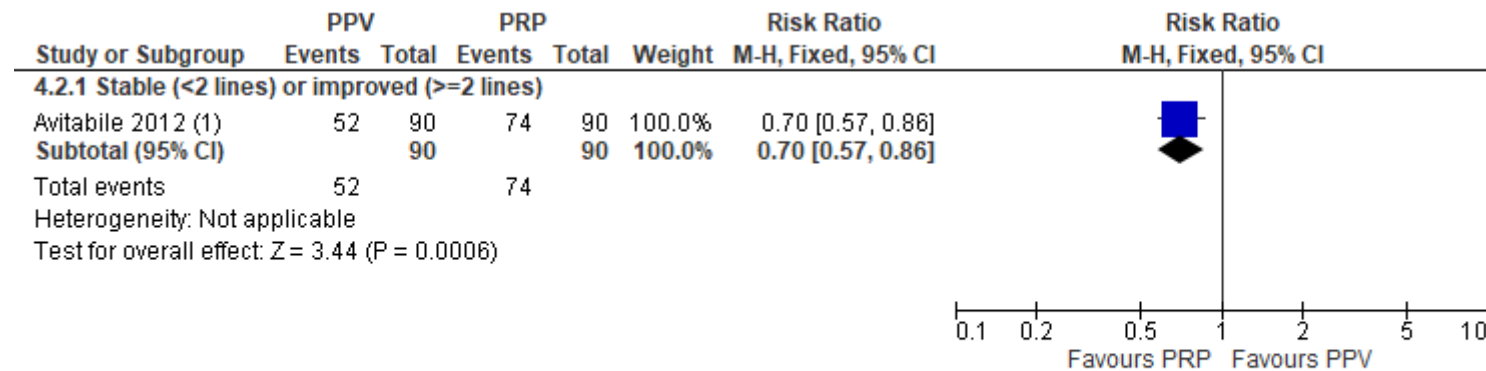 PPV PRP Risk Ratio Risk Ratio
Study or Subgroup Events Total Events Total Weight M-H, Fixed, 95% CI M-H, Fixed, 95% CI
4.2.1 Stable (<2 lines) or improved (>=2 lines)
Avitabile 2012 (1) 52 90 74 90 100.0% 0.70 [0.57, 0.86]
Subtotal (95% CI) 90 90 100.0% 0.70 [0.57, 0.86]
Total events 52 74
Heterogeneity: Not applicable
Test for overall effect: Z = 3.44 (P = 0.0006)
0.1 0.2 0.5 1 2 5 10
Favours PRP Favours PPV